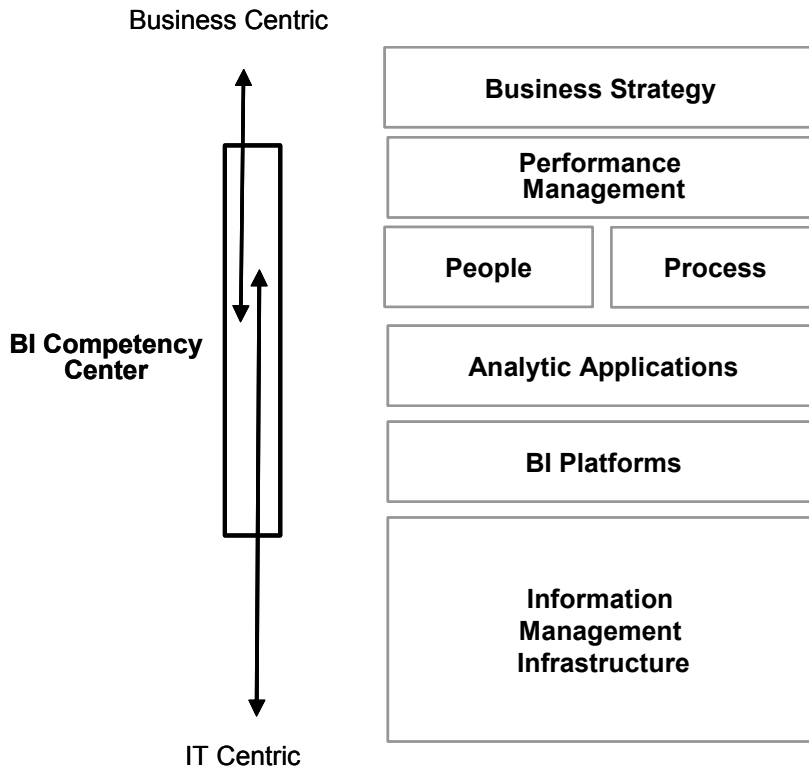 Business Centric
Business Strategy
Performance
Management
People
Process
BI Competency
Center
Analytic Applications
BI Platforms
Information
Management
Infrastructure
IT Centric